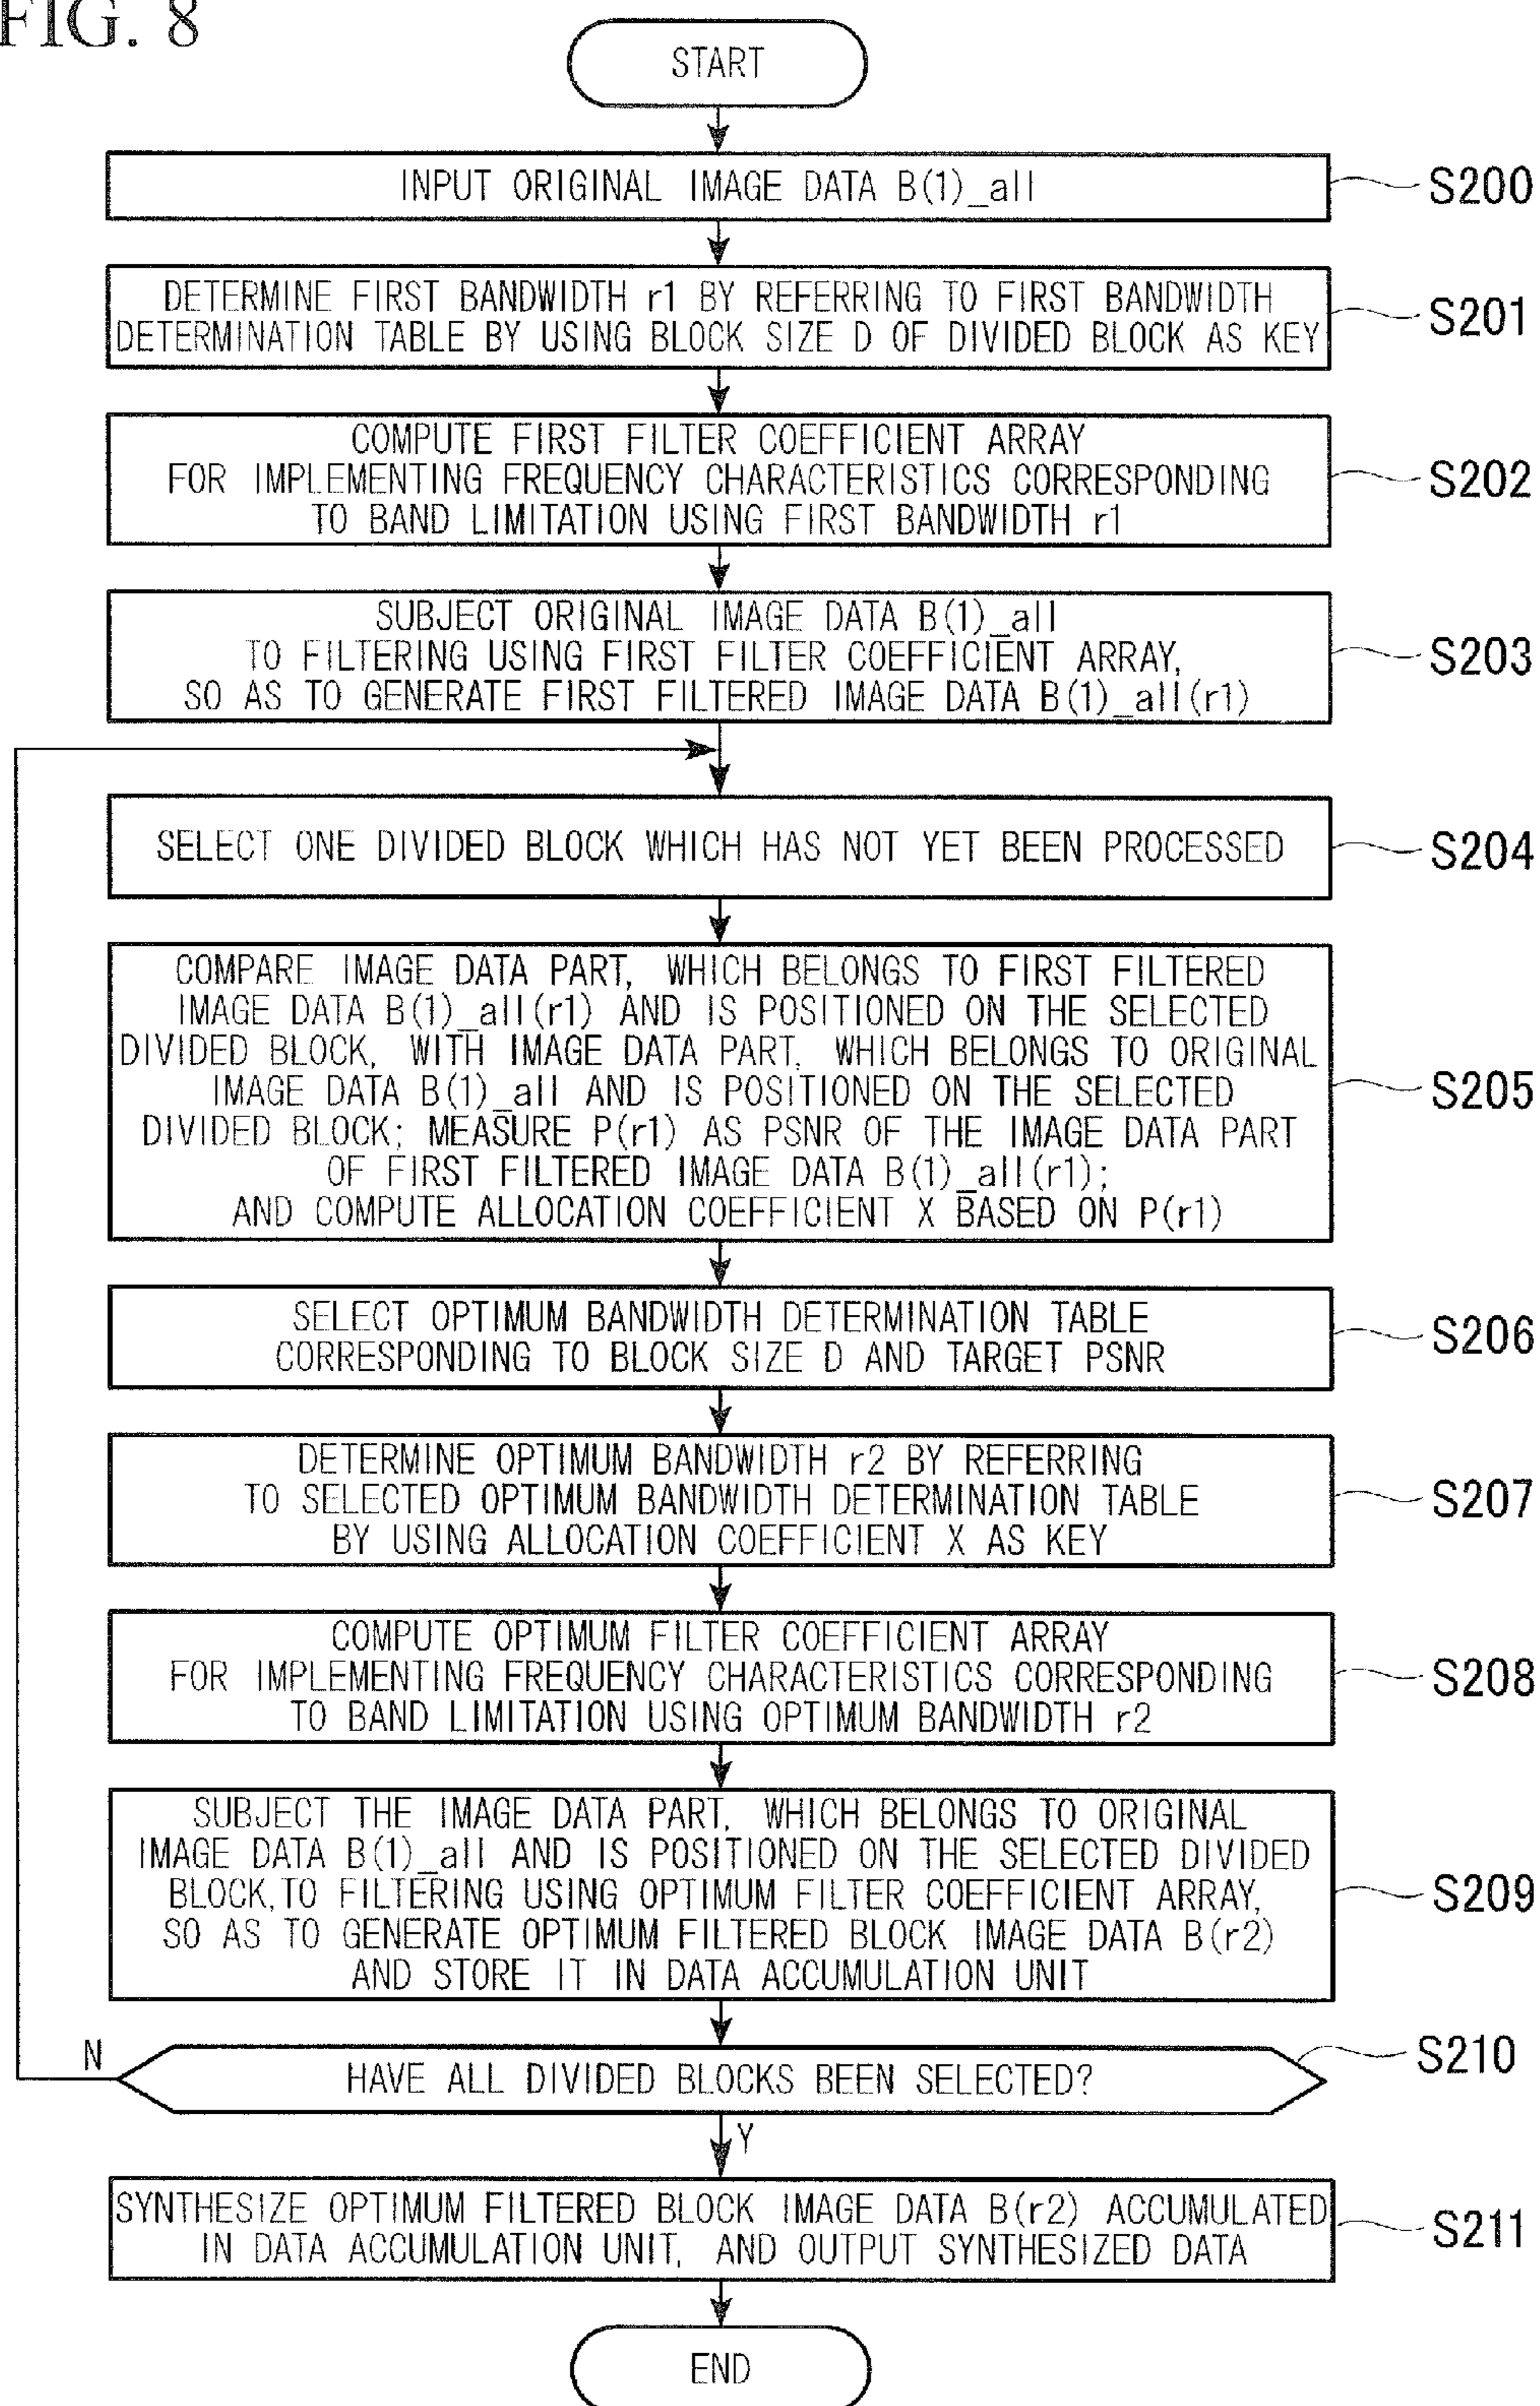 FIG. 8
START
INPUT ORIGINAL IMAGE DATA B(1)_all
S200
DETERMINE FIRST BANDWIDTH r1 BY REFERRING TO FIRST BANDWIDTH
DETERMINATION TABLE BY USING BLOCK SIZE D OF DIVIDED BLOCK AS KEY
S201
COMPUTE FIRST FILTER COEFFICIENT ARRAY
FOR IMPLEMENTING FREQUENCY CHARACTERISTICS CORRESPONDING
TO BAND LIMITATION USING FIRST BANDWIDTH r1
S202
SUBJECT ORIGINAL IMAGE DATA B(1)_all
TO FILTERING USING FIRST FILTER COEFFICIENT ARRAY,
SO AS TO GENERATE FIRST FILTERED IMAGE DATA B(1)_all(r1)
S203
SELECT ONE DIVIDED BLOCK WHICH HAS NOT YET BEEN PROCESSED
S204
COMPARE IMAGE DATA PART, WHICH BELONGS TO FIRST FILTERED
IMAGE DATA B(1)_all(r1) AND IS POSITIONED ON THE SELECTED
DIVIDED BLOCK, WITH IMAGE DATA PART, WHICH BELONGS TO ORIGINAL
IMAGE DATA B(1)_all AND IS POSITIONED ON THE SELECTED
DIVIDED BLOCK; MEASURE P(r1) AS PSNR OF THE IMAGE DATA PART
OF FIRST FILTERED IMAGE DATA B(1)_all(r1);
AND COMPUTE ALLOCATION COEFFICIENT X BASED ON P(r1)
S205
SELECT OPTIMUM BANDWIDTH DETERMINATION TABLE
CORRESPONDING TO BLOCK SIZE D AND TARGET PSNR
S206
DETERMINE OPTIMUM BANDWIDTH r2 BY REFERRING
TO SELECTED OPTIMUM BANDWIDTH DETERMINATION TABLE
BY USING ALLOCATION COEFFICIENT X AS KEY
S207
COMPUTE OPTIMUM FILTER COEFFICIENT ARRAY
FOR IMPLEMENTING FREQUENCY CHARACTERISTICS CORRESPONDING
TO BAND LIMITATION USING OPTIMUM BANDWIDTH r2
S208
SUBJECT THE IMAGE DATA PART, WHICH BELONGS TO ORIGINAL
IMAGE DATA B(1)_all AND IS POSITIONED ON THE SELECTED DIVIDED
BLOCK, TO FILTERING USING OPTIMUM FILTER COEFFICIENT ARRAY,
SO AS TO GENERATE OPTIMUM FILTERED BLOCK IMAGE DATA B(r2)
AND STORE IT IN DATA ACCUMULATION UNIT
S209
N
HAVE ALL DIVIDED BLOCKS BEEN SELECTED?
S210
Y
SYNTHESIZE OPTIMUM FILTERED BLOCK IMAGE DATA B(r2) ACCUMULATED
IN DATA ACCUMULATION UNIT, AND OUTPUT SYNTHESIZED DATA
S211
END